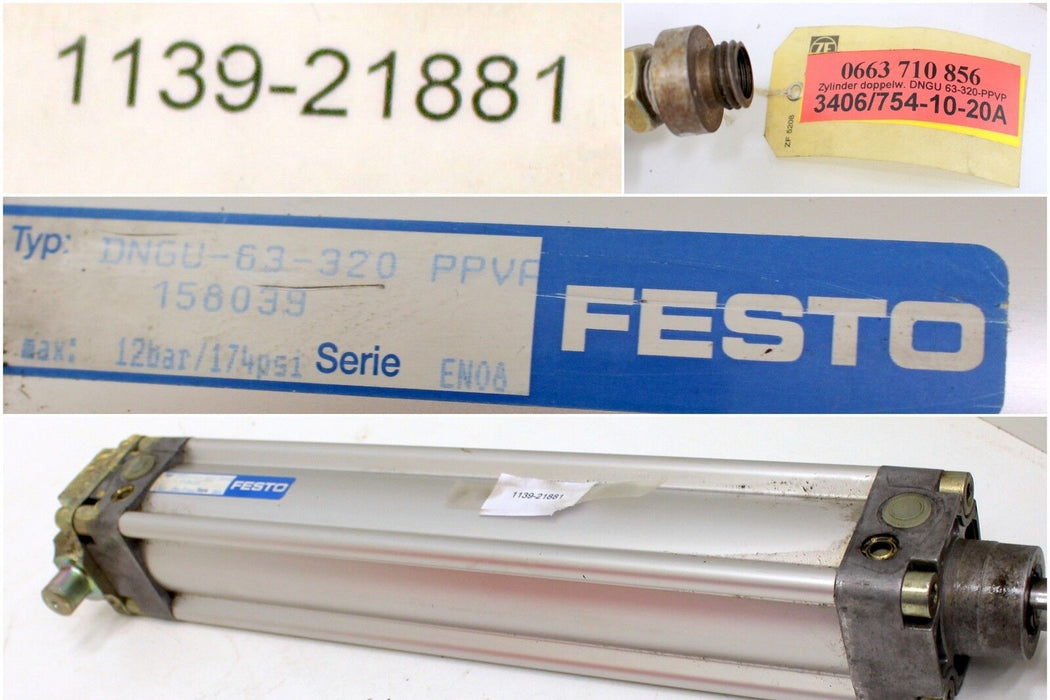 1139-21881
ZF
0663 710 856
Zylinder doppelw. DNGU 63-320-PPVP
3406/754-10-20A
ZF 5208
Typ: DNGU-63-320 PPVA
158039
max: 12bar/174psi Serie EN08
FESTO
FESTO
1139-21881